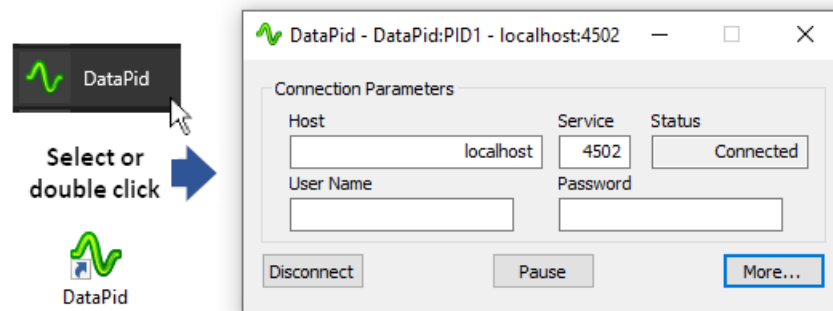 DataPid
Select or
double click
DataPid
DataPid - DataPid:PID1 - localhost:4502
Connection Parameters
Host Service Status
localhost 4502 Connected
User Name Password
Disconnect Pause More...